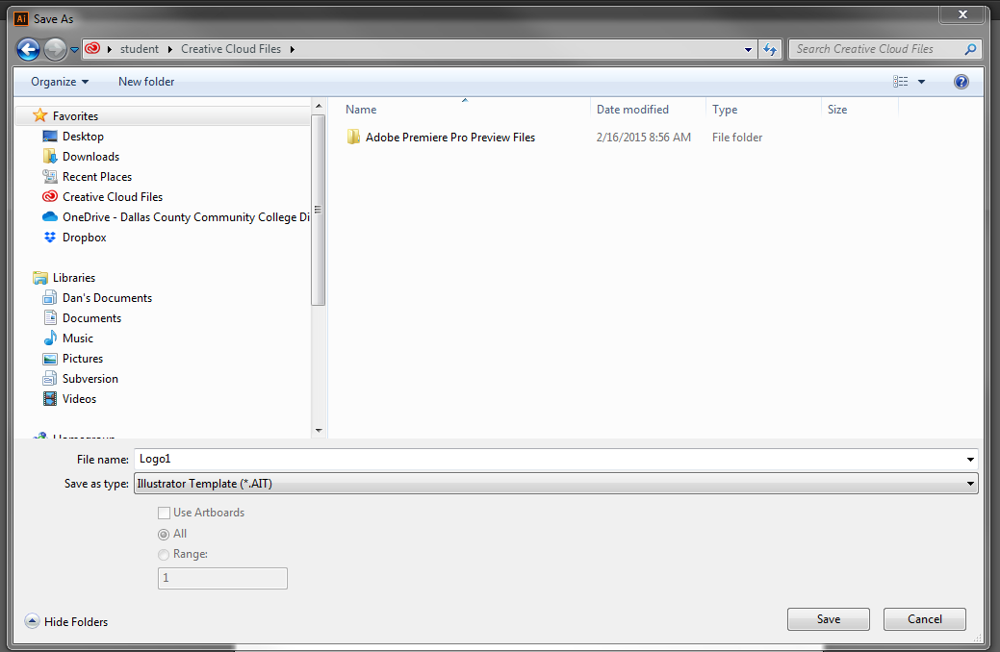 Ai Save As
student Creative Cloud Files
Search Creative Cloud Files
Organize New folder
Name Date modified Type Size
Adobe Premiere Pro Preview Files 2/16/2015 8:56 AM File folder
Favorites
Desktop
Downloads
Recent Places
Creative Cloud Files
OneDrive - Dallas County Community College Di
Dropbox
Libraries
Dan's Documents
Documents
Music
Pictures
Subversion
Videos
Homegroup
File name: Logo1
Save as type: Illustrator Template (*.AIT)
Use Artboards
All
Range:
1
Hide Folders
Save Cancel